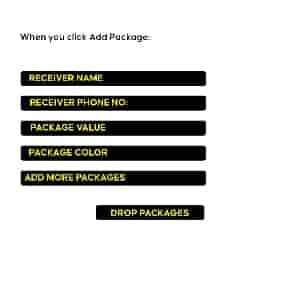 When you click Add Package:
RECEIVER NAME
RECEIVER PHONE NO:
PACKAGE VALUE
PACKAGE COLOR
ADD MORE PACKAGES
DROP PACKAGES